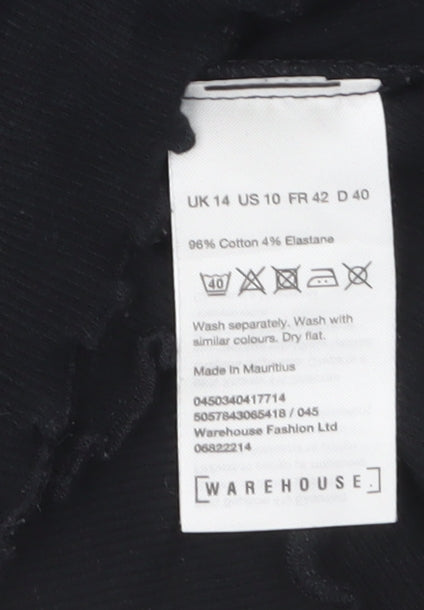 UK 14 US 10 FR 42 D 40
96% Cotton 4% Elastane
40
Wash separately. Wash with
similar colours. Dry flat.
Made In Mauritius
0450340417714
5057843065418 / 045
Warehouse Fashion Ltd
06822214
[WAREHOUSE.]